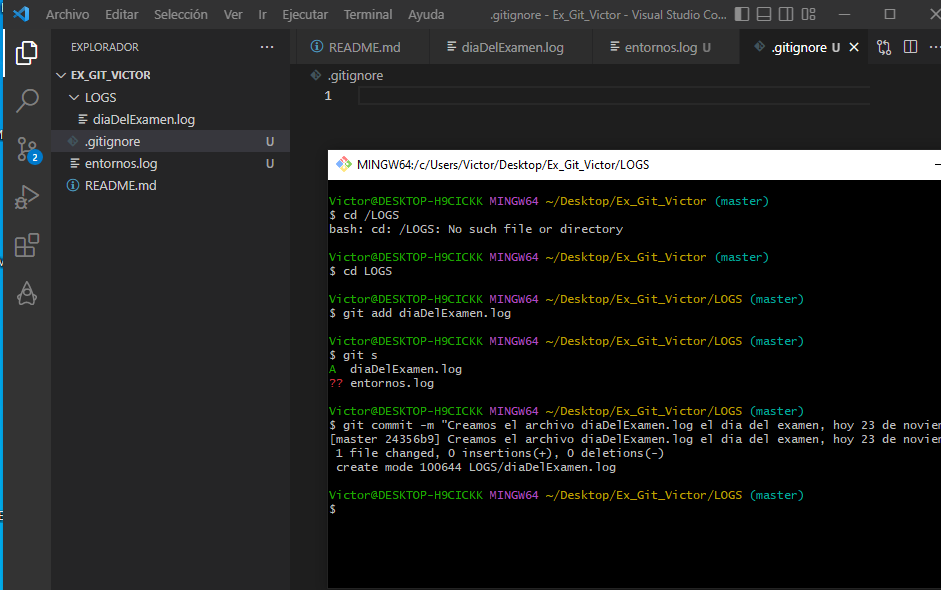 Archivo Editar Selección Ver Ir Ejecutar Terminal Ayuda .gitignore - Ex_Git_Victor - Visual Studio Co...
EXPLORADOR ...
README.md diaDelExamen.log entornos.log U .gitignore U
EX_GIT_VICTOR
LOGS
diaDelExamen.log
.gitignore U
entornos.log U
README.md
2
.gitignore
1
MINGW64:/c/Users/Victor/Desktop/Ex_Git_Victor/LOGS
Victor@DESKTOP-H9CICKK MINGW64 ~/Desktop/Ex_Git_Victor (master)
$ cd /LOGS
bash: cd: /LOGS: No such file or directory
Victor@DESKTOP-H9CICKK MINGW64 ~/Desktop/Ex_Git_Victor (master)
$ cd LOGS
Victor@DESKTOP-H9CICKK MINGW64 ~/Desktop/Ex_Git_Victor/LOGS (master)
$ git add diaDelExamen.log
Victor@DESKTOP-H9CICKK MINGW64 ~/Desktop/Ex_Git_Victor/LOGS (master)
$ git s
A diaDelExamen.log
?? entornos.log
Victor@DESKTOP-H9CICKK MINGW64 ~/Desktop/Ex_Git_Victor/LOGS (master)
$ git commit -m "Creamos el archivo diaDelExamen.log el dia del examen, hoy 23 de novie
[master 24356b9] Creamos el archivo diaDelExamen.log el dia del examen, hoy 23 de novie
1 file changed, 0 insertions(+), 0 deletions(-)
create mode 100644 LOGS/diaDelExamen.log
Victor@DESKTOP-H9CICKK MINGW64 ~/Desktop/Ex_Git_Victor/LOGS (master)
$